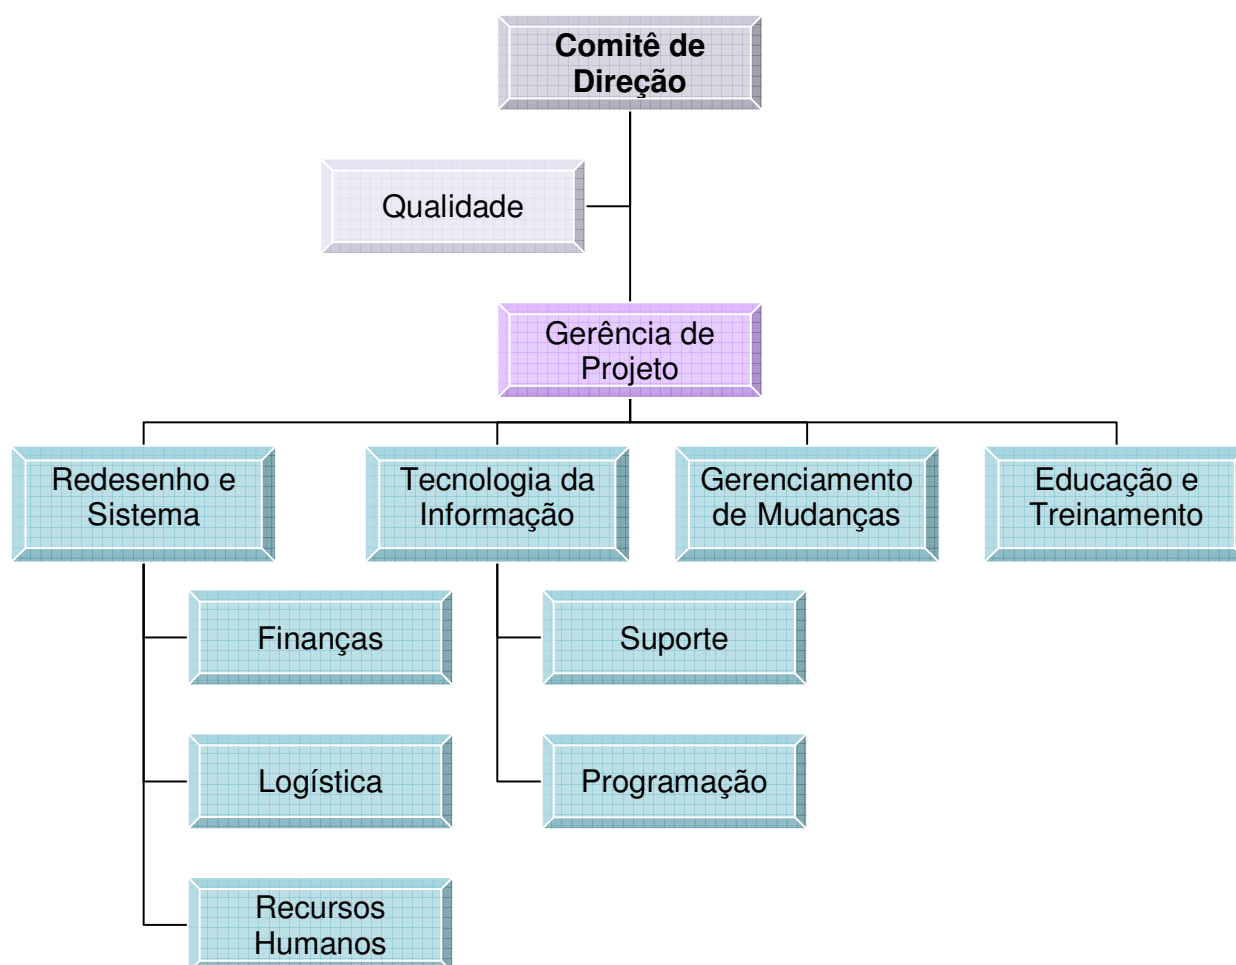 Comitê de
Direção
Qualidade
Gerência de
Projeto
Redesenho e
Sistema
Tecnologia da
Informação
Gerenciamento
de Mudanças
Educação e
Treinamento
Finanças
Suporte
Logística
Programação
Recursos
Humanos